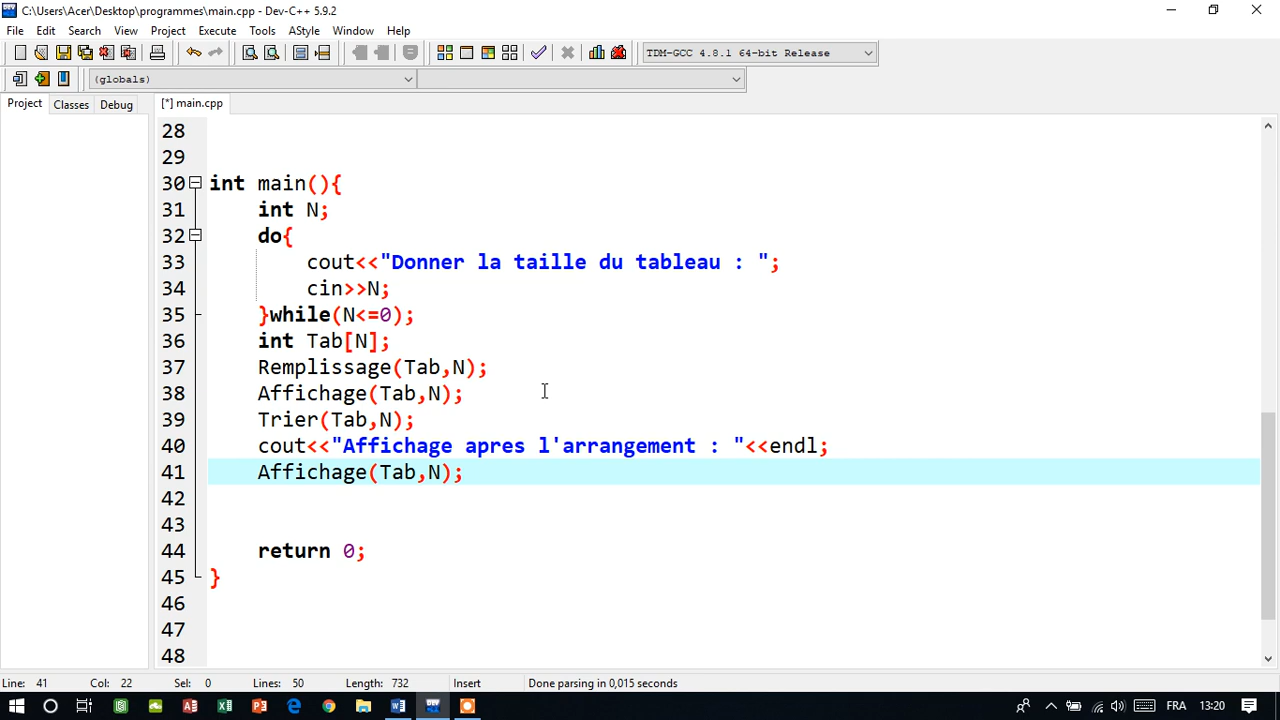 C:\Users\Acer\Desktop\programmes\main.cpp - Dev-C++ 5.9.2
File Edit Search View Project Execute Tools AStyle Window Help
TDM-GCC 4.8.1 64-bit Release
(globals)
Project Classes Debug [*] main.cpp
28
29
30 int main(){
31 int N;
32 do{
33 cout<<"Donner la taille du tableau : ";
34 cin>>N;
35 }while(N<=0);
36 int Tab[N];
37 Remplissage(Tab,N);
38 Affichage(Tab,N);
39 Trier(Tab,N);
40 cout<<"Affichage apres l'arrangement : "<<endl;
41 Affichage(Tab,N);
42
43
44 return 0;
45 }
46
47
48
Line: 41 Col: 22 Sel: 0 Lines: 50 Length: 732 Insert Done parsing in 0,015 seconds
FRA 13:20